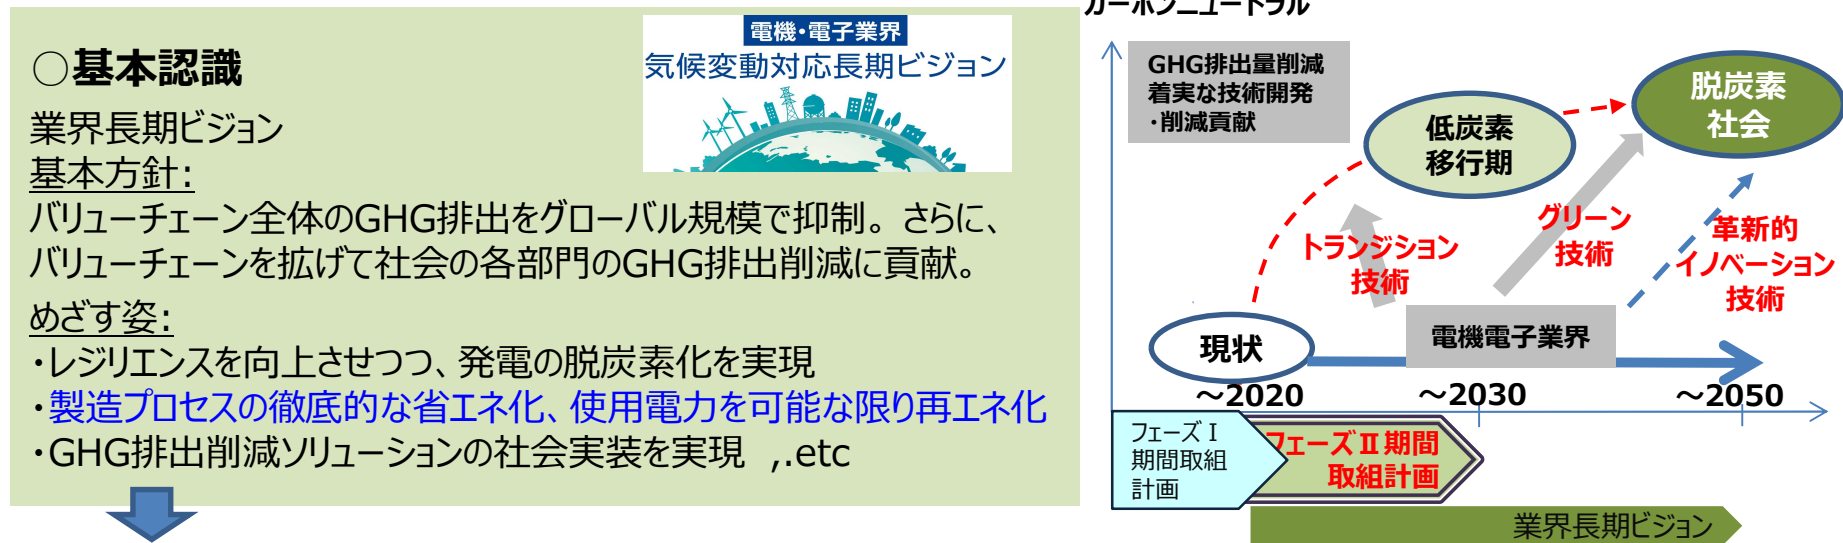 ○基本認識
業界長期ビジョン
基本方針:
バリューチェーン全体のGHG排出をグローバル規模で抑制。さらに、
バリューチェーンを拡げて社会の各部門のGHG排出削減に貢献。
めざす姿:
・レジリエンスを向上させつつ、発電の脱炭素化を実現
・製造プロセスの徹底的な省エネ化、使用電力を可能な限り再エネ化
・GHG排出削減ソリューションの社会実装を実現 ,.etc
電機・電子業界
気候変動対応長期ビジョン
カーボンニュートラル
GHG排出量削減
着実な技術開発
・削減貢献
低炭素
移行期
脱炭素
社会
トランジション
技術
グリーン
技術
革新的
イノベーション
技術
現状
電機電子業界
～2020
～2030
～2050
フェーズⅠ
期間取組
計画
フェーズⅡ期間
取組計画
業界長期ビジョン